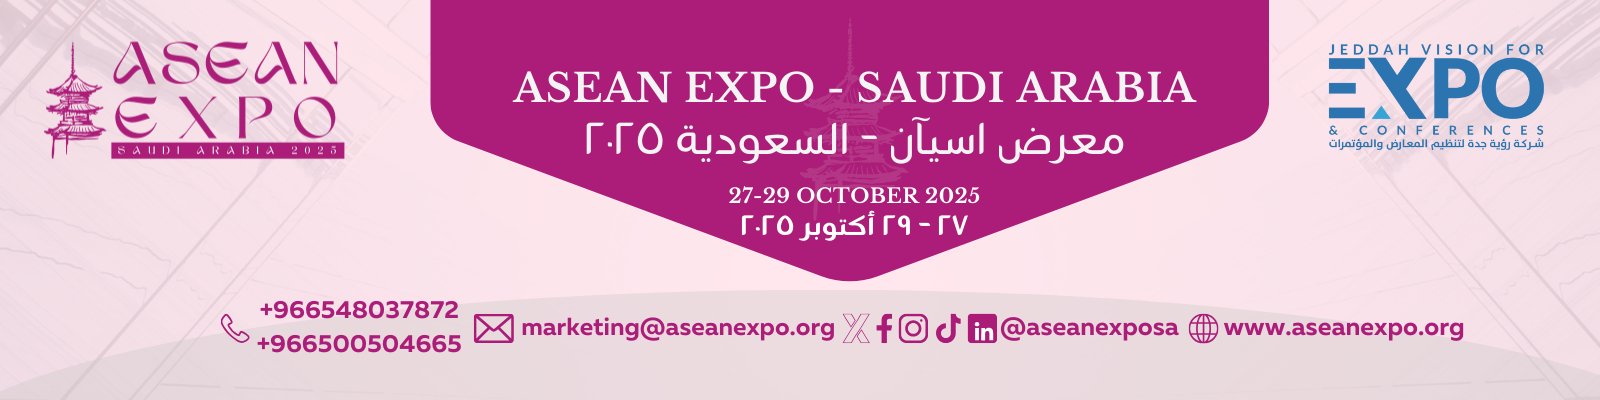 ASEAN
EXPO
SAUDI ARABIA 2025
ASEAN EXPO - SAUDI ARABIA
معرض اسيآن - السعودية ٢٠٢٥
27-29 OCTOBER 2025
٢٧ - ٢٩ أكتوبر ٢٠٢٥
JEDDAH VISION FOR
EXPO
& CONFERENCES
شركة رؤية جدة لتنظيم المعارض والمؤتمرات
+966548037872
+966500504665
marketing@aseanexpo.org
@aseanexposa
www.aseanexpo.org